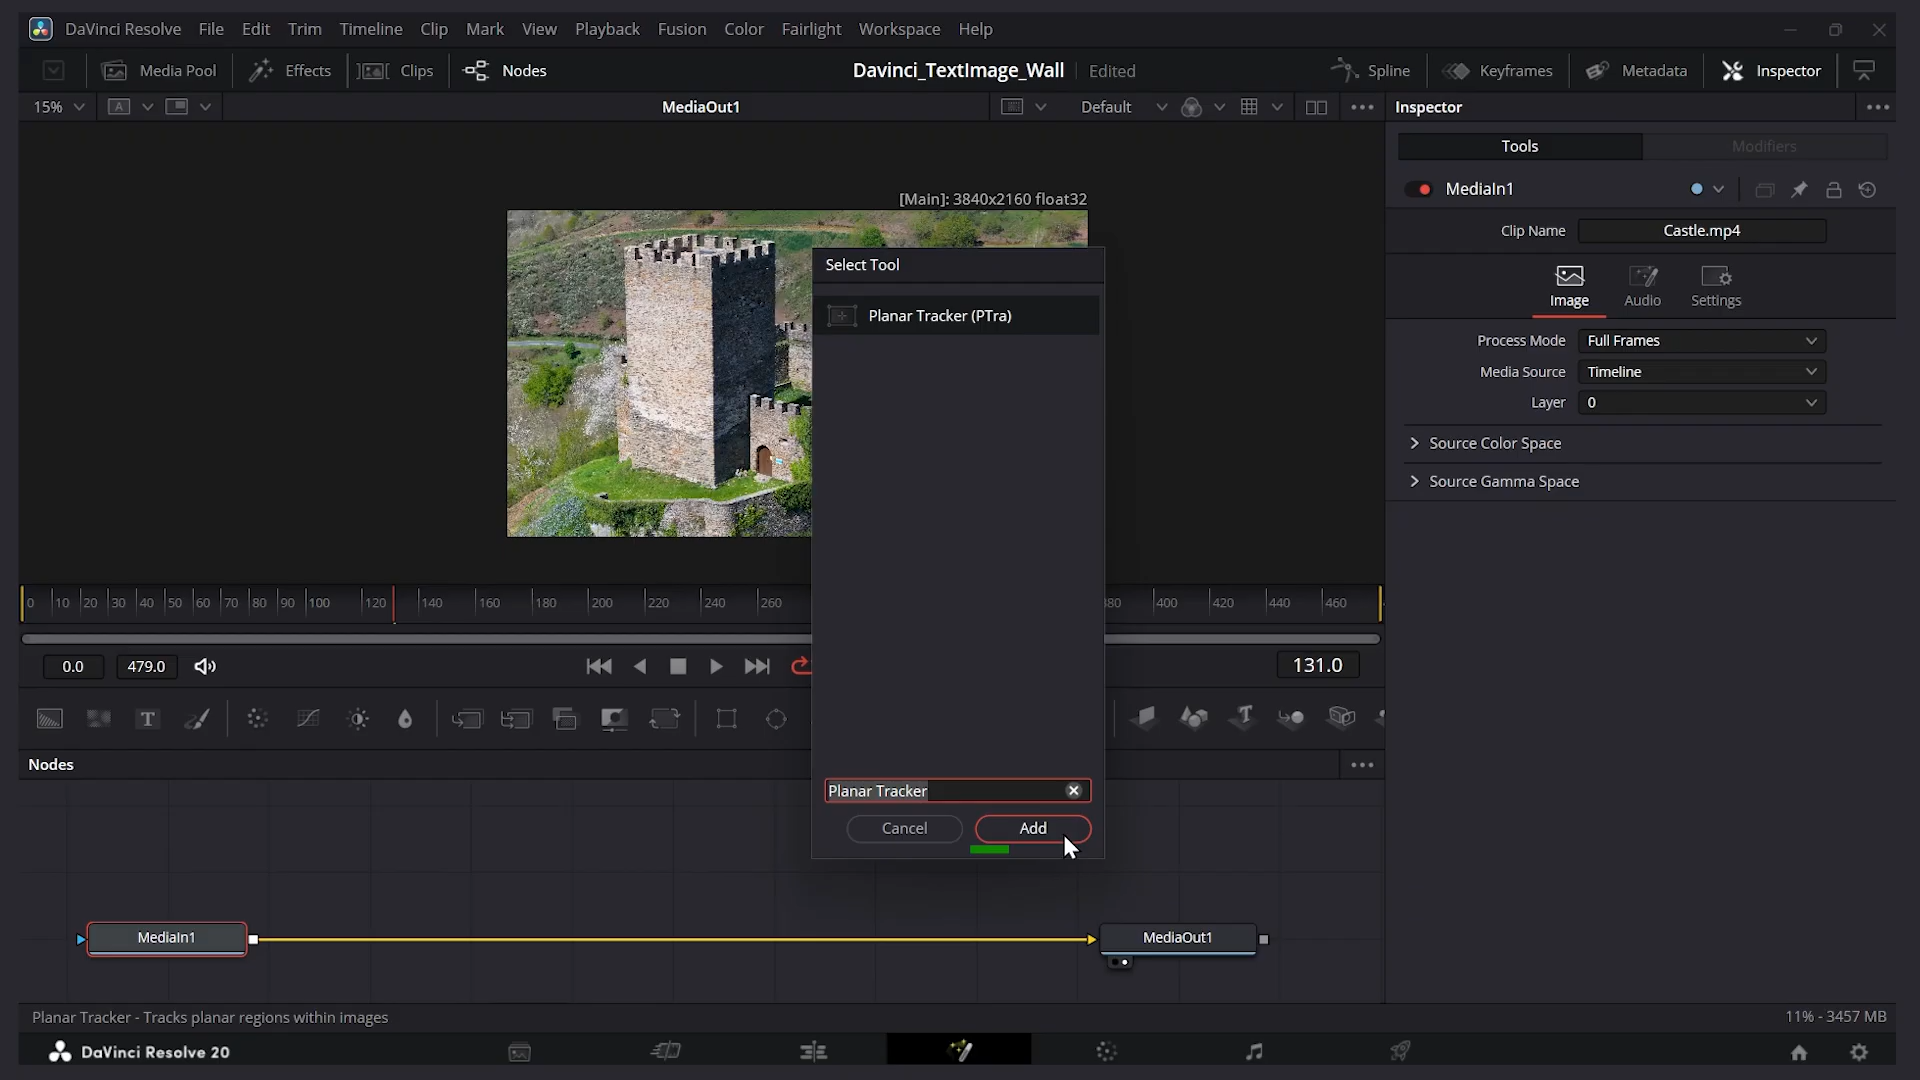 DaVinci Resolve File Edit Trim Timeline Clip Mark View Playback Fusion Color Fairlight Workspace Help
Media Pool Effects Clips Nodes Davinci_TextImage_Wall Edited Spline Keyframes Metadata Inspector
15% A MediaOut1 Default Inspector
Tools Modifiers
MediaIn1
[Main]: 3840x2160 float32
Clip Name Castle.mp4
Select Tool
Planar Tracker (PTra)
Image Audio Settings
Process Mode Full Frames
Media Source Timeline
Layer 0
Source Color Space
Source Gamma Space
0 10 20 30 40 50 60 70 80 90 100 120 140 160 180 200 220 240 260 400 420 440 460
0.0 479.0 131.0
T T
Nodes
Planar Tracker
Cancel Add
MediaIn1 MediaOut1
Planar Tracker - Tracks planar regions within images 11% - 3457 MB
DaVinci Resolve 20